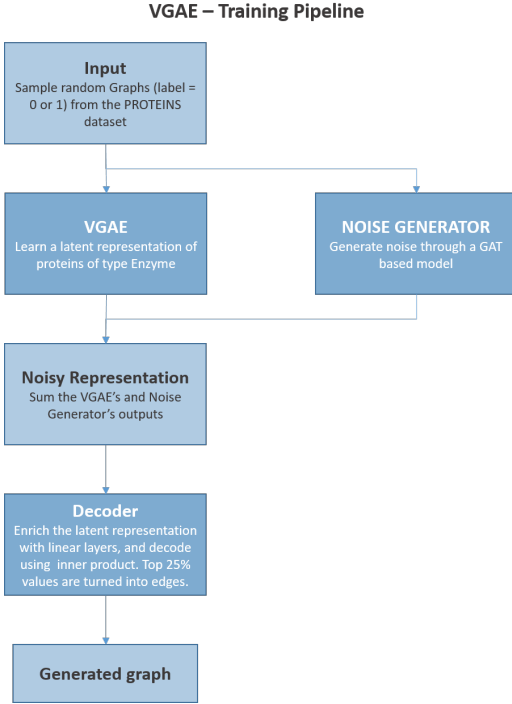 VGAE – Training Pipeline
Input
Sample random Graphs (label =
0 or 1) from the PROTEINS
dataset
VGAE
Learn a latent representation of
proteins of type Enzyme
NOISE GENERATOR
Generate noise through a GAT
based model
Noisy Representation
Sum the VGAE's and Noise
Generator's outputs
Decoder
Enrich the latent representation
with linear layers, and decode
using inner product. Top 25%
values are turned into edges.
Generated graph